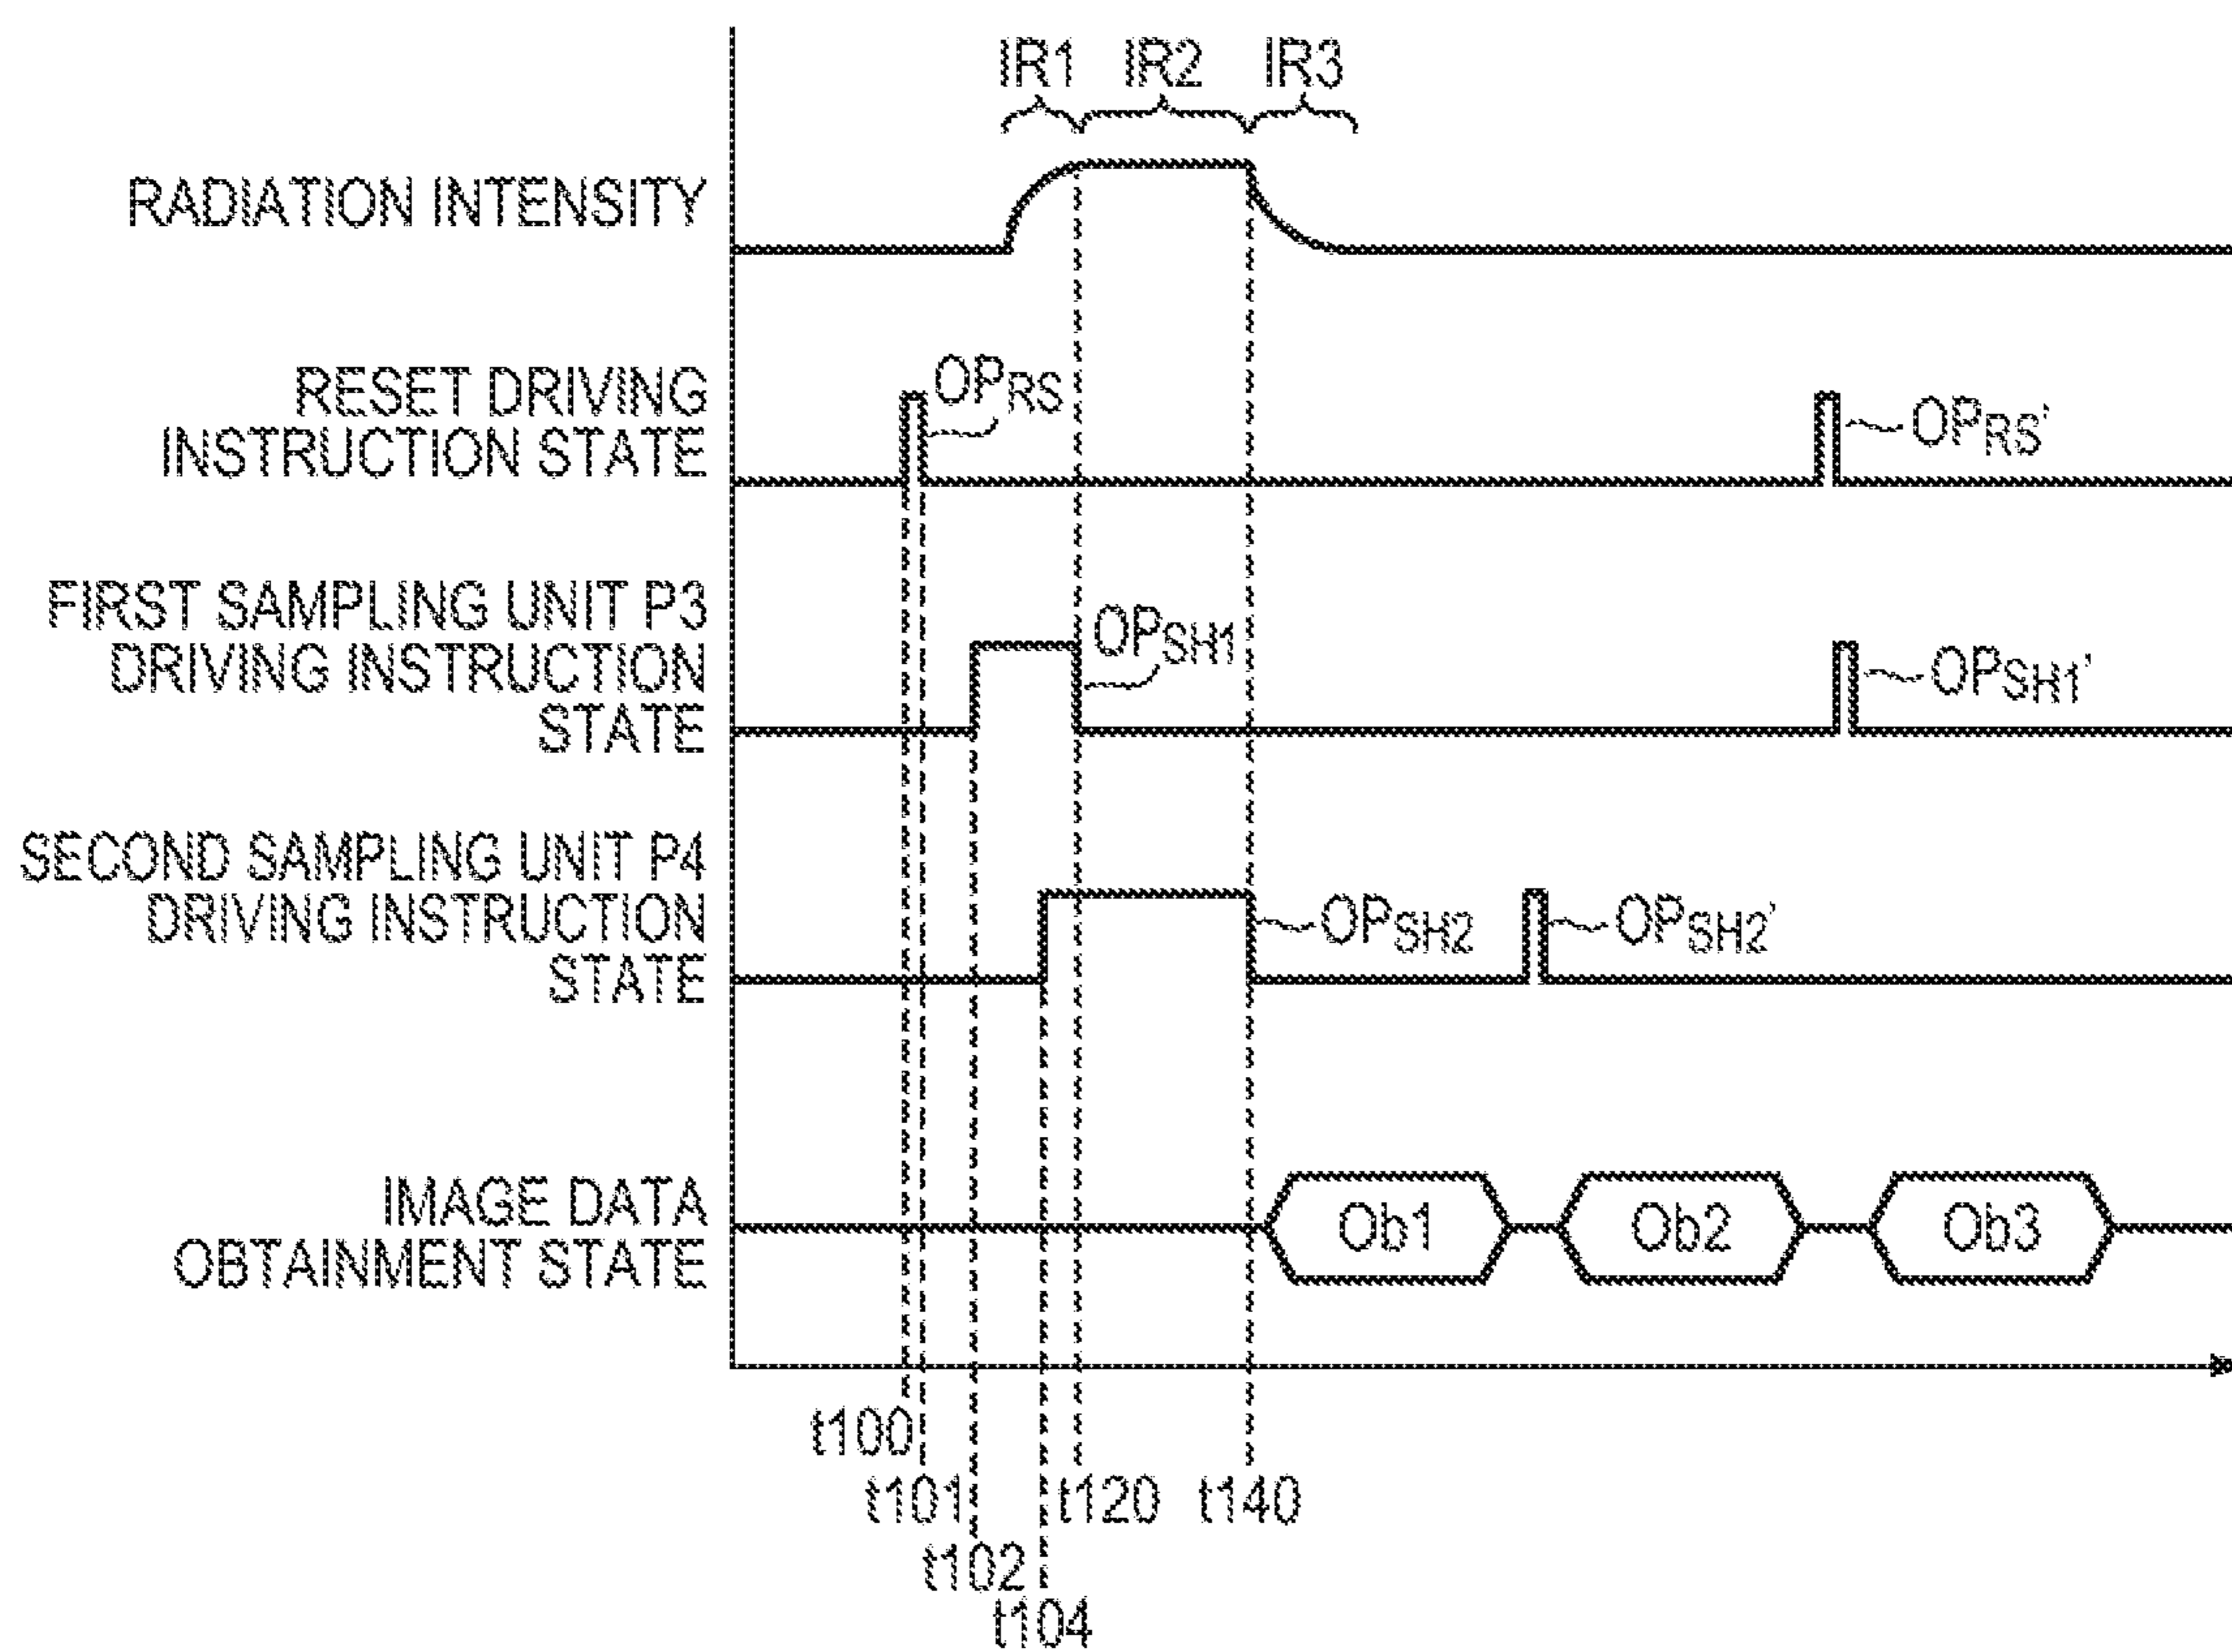 IR1 IR2 IR3
RADIATION INTENSITY
RESET DRIVING
INSTRUCTION STATE
OPRS
OPRS'
FIRST SAMPLING UNIT P3
DRIVING INSTRUCTION
STATE
OPSH1
OPSH1'
SECOND SAMPLING UNIT P4
DRIVING INSTRUCTION
STATE
OPSH2
OPSH2'
IMAGE DATA
OBTAINMENT STATE
Ob1 Ob2 Ob3
t100
t101 t120 t140
t102
t104